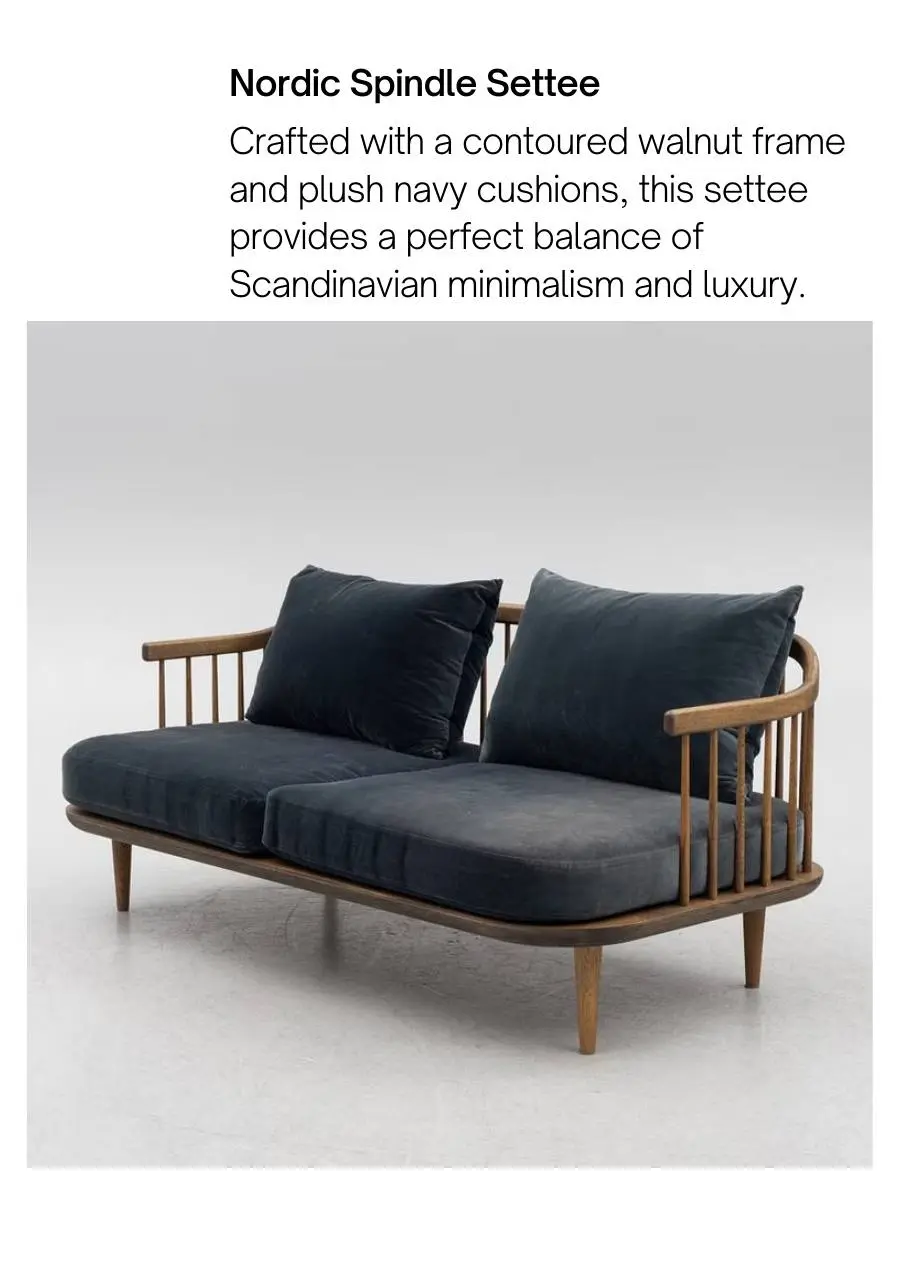 Nordic Spindle Settee
Crafted with a contoured walnut frame
and plush navy cushions, this settee
provides a perfect balance of
Scandinavian minimalism and luxury.